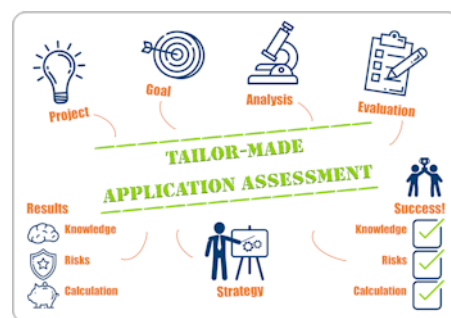 Project
Goal
Analysis
Evaluation
TAILOR-MADE
APPLICATION ASSESSMENT
Results
Knowledge
Risks
Calculation
Strategy
Success!
Knowledge
Risks
Calculation